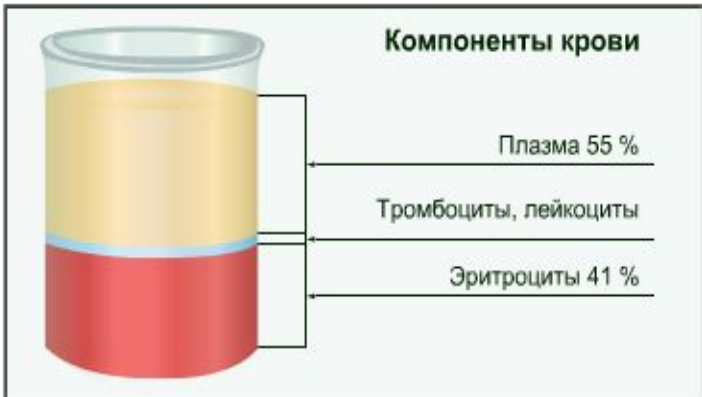 Компоненты крови
Плазма 55 %
Тромбоциты, лейкоциты
Эритроциты 41 %